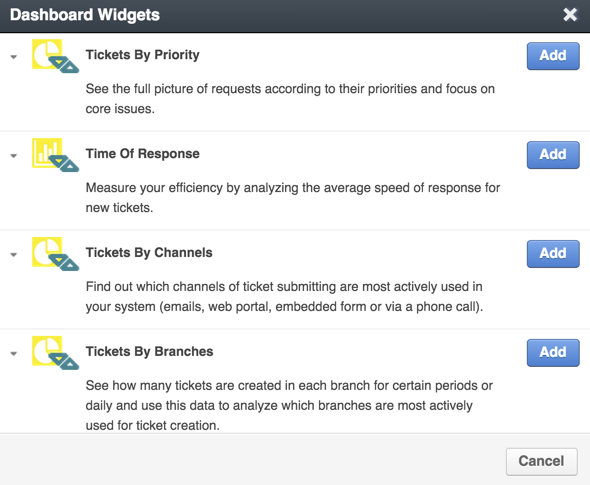 Dashboard Widgets
Tickets By Priority
Add
See the full picture of requests according to their priorities and focus on
core issues.
Time Of Response
Add
Measure your efficiency by analyzing the average speed of response for
new tickets.
Tickets By Channels
Add
Find out which channels of ticket submitting are most actively used in
your system (emails, web portal, embedded form or via a phone call).
Tickets By Branches
Add
See how many tickets are created in each branch for certain periods or
daily and use this data to analyze which branches are most actively
used for ticket creation.
Cancel